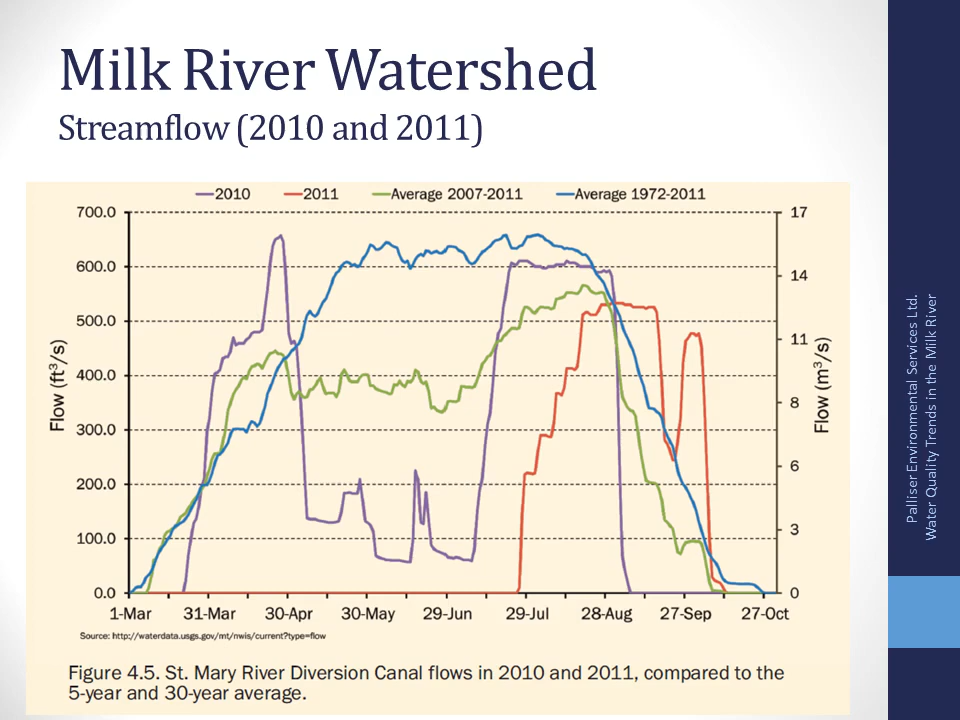 Milk River Watershed
Streamflow (2010 and 2011)
2010 2011 Average 2007-2011 Average 1972-2011
700.0 17
600.0 14
500.0 11
400.0 8
300.0 6
200.0 3
100.0 0
0.0
Flow (ft³/s)
Flow (m³/s)
1-Mar 31-Mar 30-Apr 30-May 29-Jun 29-Jul 28-Aug 27-Sep 27-Oct
Source: http://waterdata.usgs.gov/mt/nwis/current?type=flow
Figure 4.5. St. Mary River Diversion Canal flows in 2010 and 2011, compared to the
5-year and 30-year average.
Palliser Environmental Services Ltd.
Water Quality Trends in the Milk River